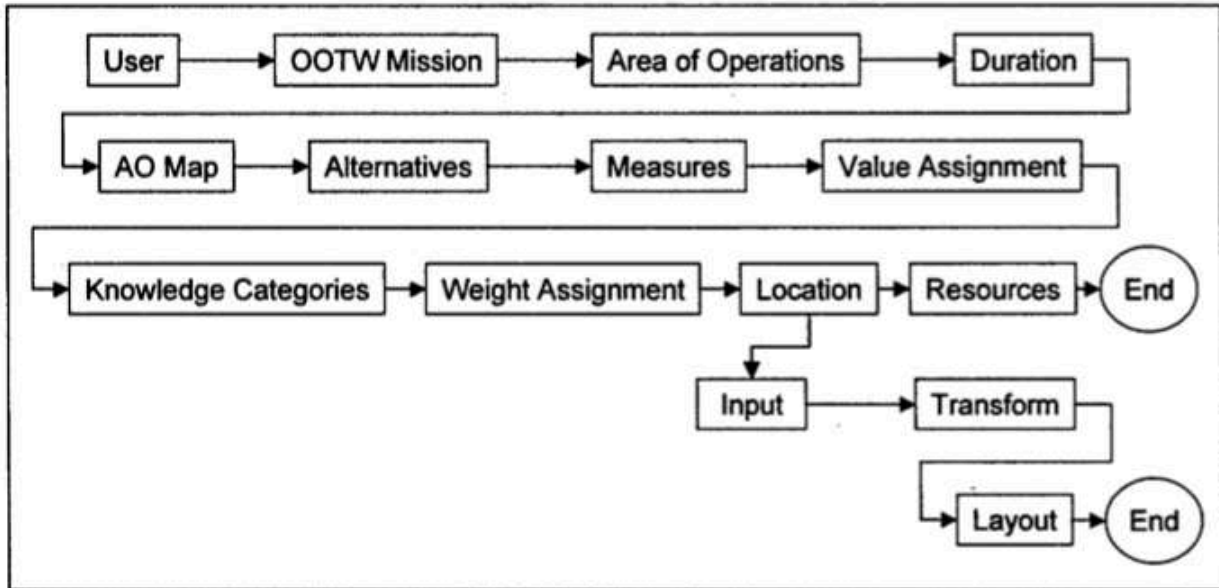 User OOTW Mission Area of Operations Duration
AO Map Alternatives Measures Value Assignment
Knowledge Categories Weight Assignment Location Resources End
Input Transform
Layout End